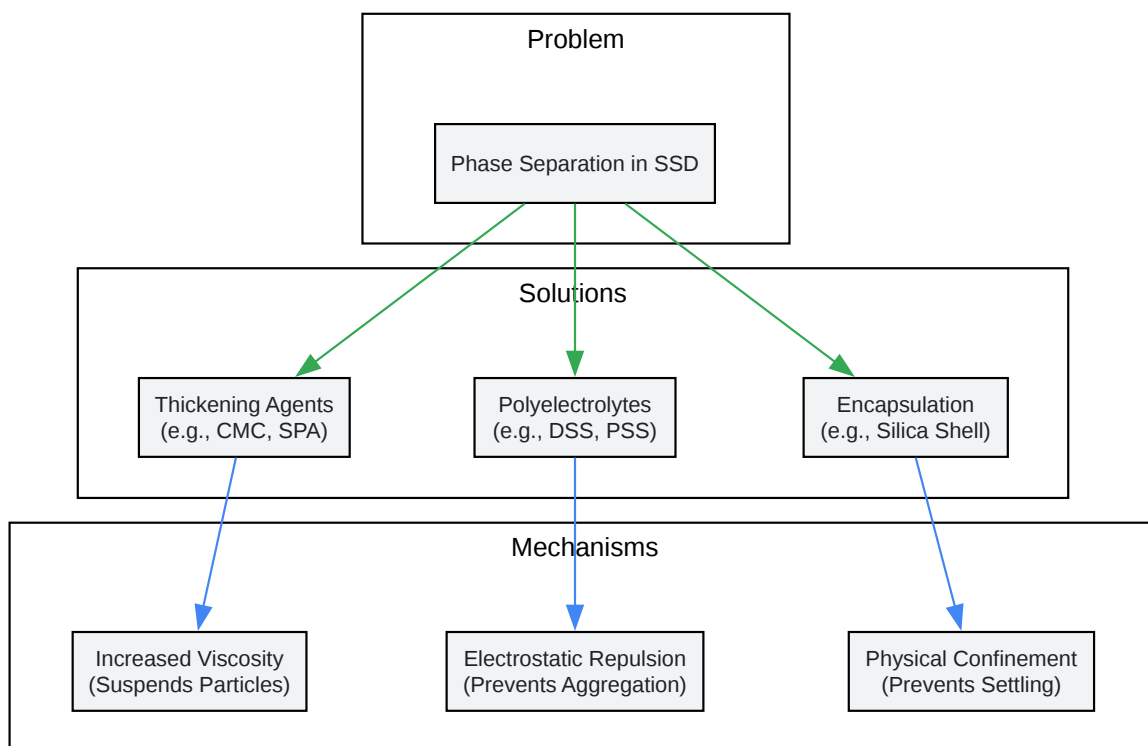 Problem
Phase Separation in SSD
Solutions
Thickening Agents
(e.g., CMC, SPA)
Polyelectrolytes
(e.g., DSS, PSS)
Encapsulation
(e.g., Silica Shell)
Mechanisms
Increased Viscosity
(Suspends Particles)
Electrostatic Repulsion
(Prevents Aggregation)
Physical Confinement
(Prevents Settling)